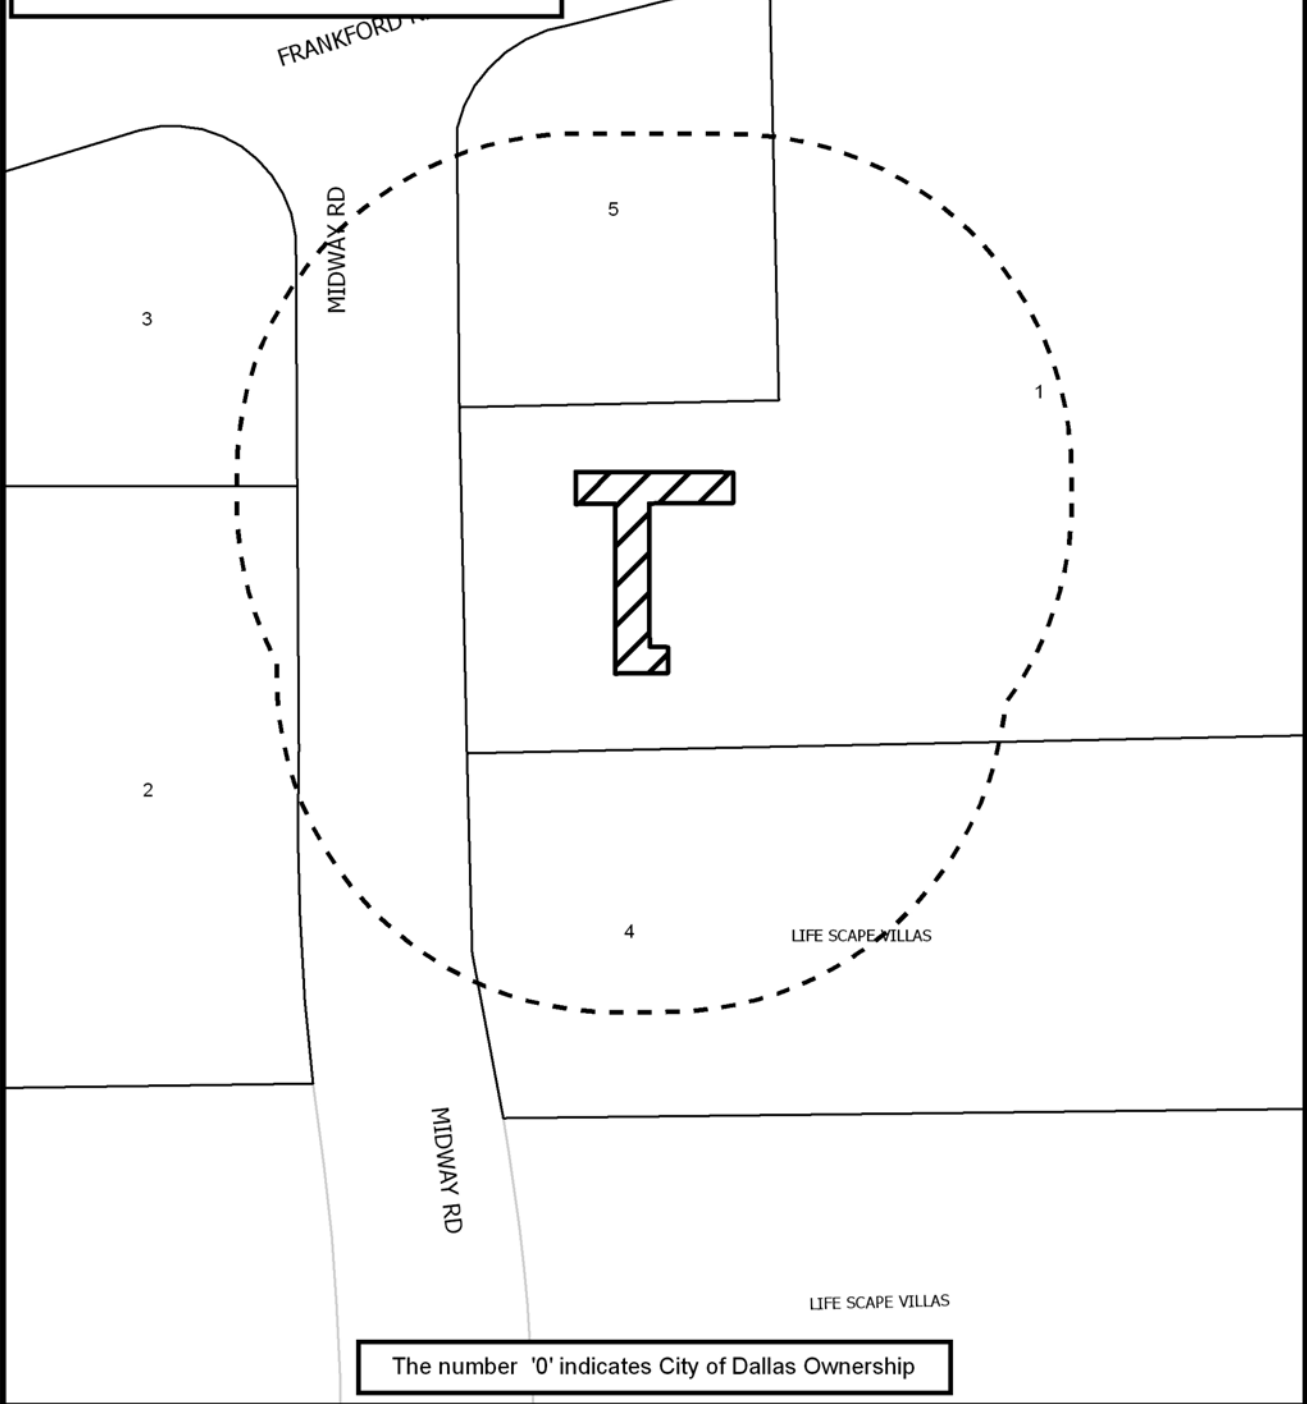 FRANKFORD
MIDWAY RD
5
3
1
2
4
LIFE SCAPE VILLAS
MIDWAY RD
LIFE SCAPE VILLAS
The number '0' indicates City of Dallas Ownership